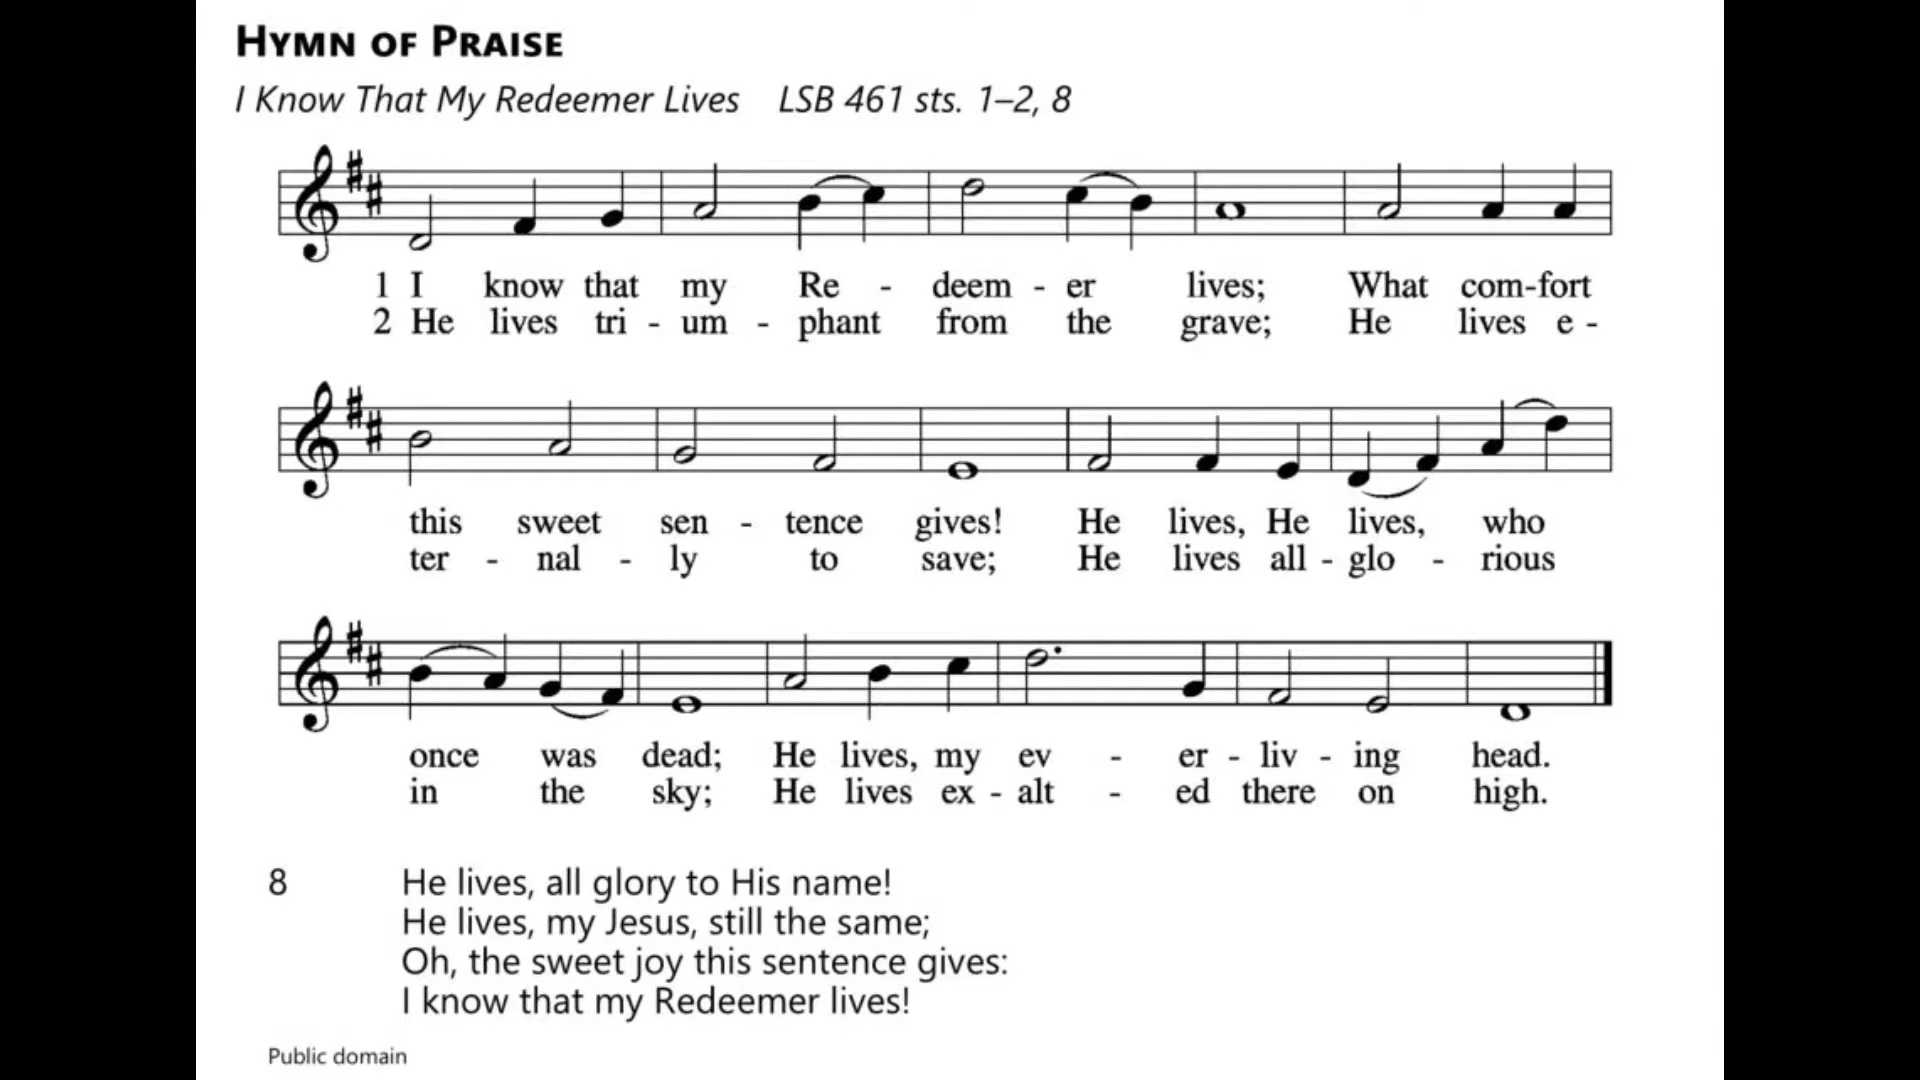 HYMN OF PRAISE
I Know That My Redeemer Lives LSB 461 sts. 1–2, 8
1 I know that my Re - deem - er lives; What com-fort
2 He lives tri - um - phant from the grave; He lives e -
this sweet sen - tence gives! He lives, He lives, who
ter - nal - ly to save; He lives all - glo - rious
once was dead; He lives, my ev - er - liv - ing head.
in the sky; He lives ex - alt - ed there on high.
8 He lives, all glory to His name!
He lives, my Jesus, still the same;
Oh, the sweet joy this sentence gives:
I know that my Redeemer lives!
Public domain